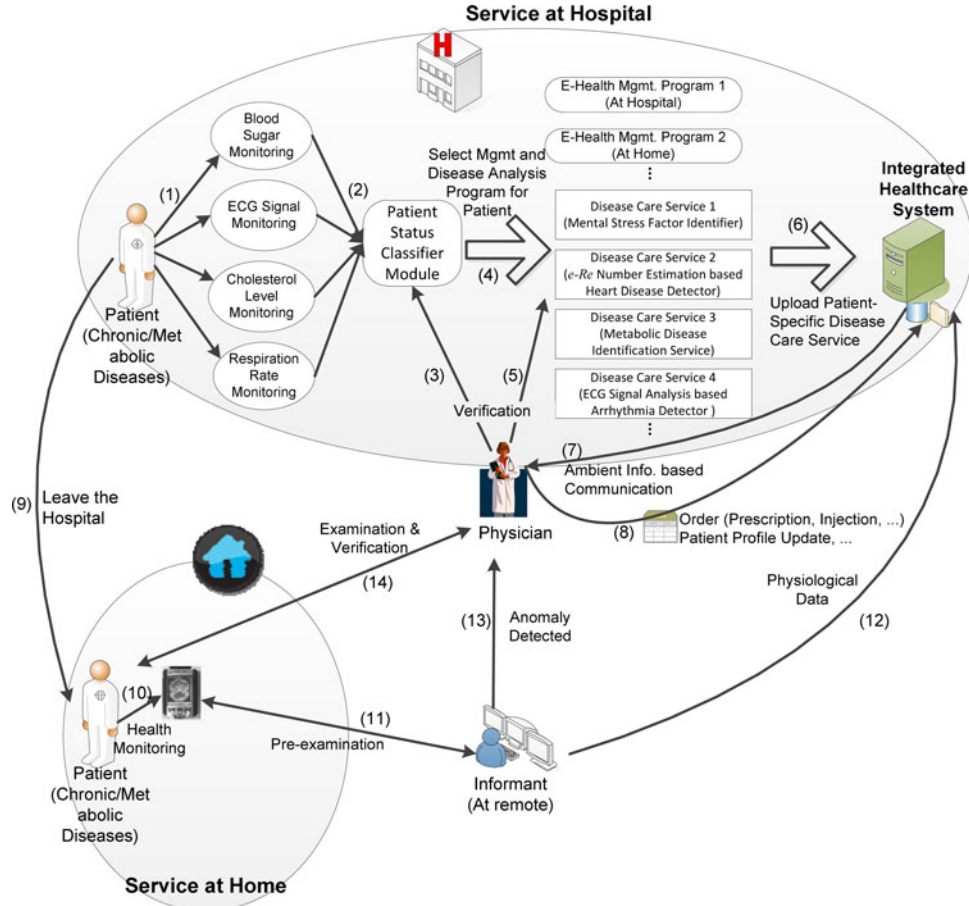 Service at Hospital
H
E-Health Mgmt. Program 1
(At Hospital)
E-Health Mgmt. Program 2
(At Home)
Blood
Sugar
Monitoring
ECG Signal
Monitoring
Cholesterol
Level
Monitoring
Respiration
Rate
Monitoring
(1)
(2)
Patient
(Chronic/Met
abolic
Diseases)
Patient
Status
Classifier
Module
Select Mgmt and
Disease Analysis
Program for
Patient
(4)
Disease Care Service 1
(Mental Stress Factor Identifier)
Disease Care Service 2
(e-Re Number Estimation based
Heart Disease Detector)
Disease Care Service 3
(Metabolic Disease
Identification Service)
Disease Care Service 4
(ECG Signal Analysis based
Arrhythmia Detector )
(6)
Integrated
Healthcare
System
Upload Patient-
Specific Disease
Care Service
(3)
(5)
Verification
Physician
(7)
Ambient Info. based
Communication
(8)
Order (Prescription, Injection, ...)
Patient Profile Update, ...
(9)
Leave the
Hospital
Examination &
Verification
(14)
(13)
Anomaly
Detected
Physiological
Data
(12)
(10)
Health
Monitoring
(11)
Pre-examination
Patient
(Chronic/Met
abolic
Diseases)
Informant
(At remote)
Service at Home